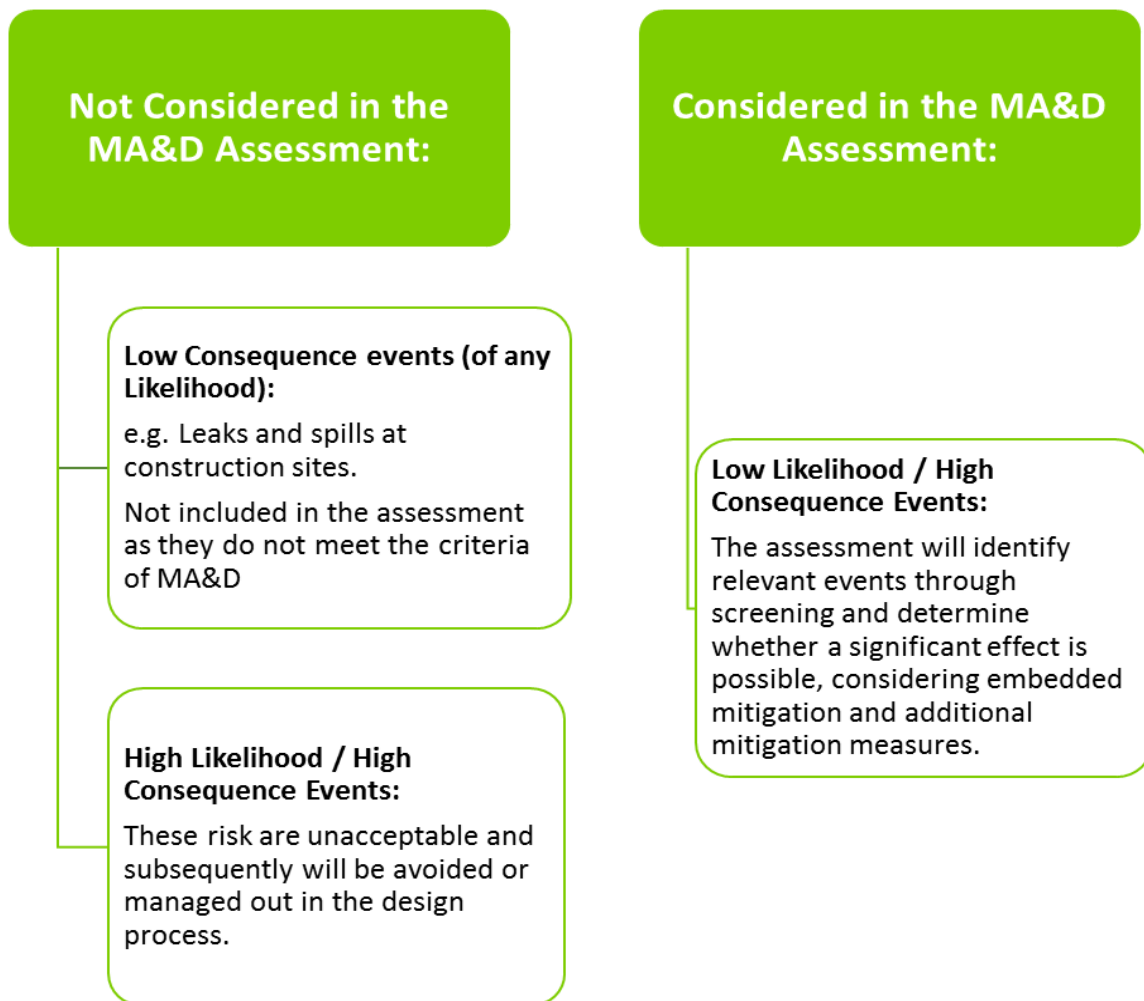 Not Considered in the
MA&D Assessment:
Low Consequence events (of any
Likelihood):
e.g. Leaks and spills at
construction sites.
Not included in the assessment
as they do not meet the criteria
of MA&D
High Likelihood / High
Consequence Events:
These risk are unacceptable and
subsequently will be avoided or
managed out in the design
process.
Considered in the MA&D
Assessment:
Low Likelihood / High
Consequence Events:
The assessment will identify
relevant events through
screening and determine
whether a significant effect is
possible, considering embedded
mitigation and additional
mitigation measures.